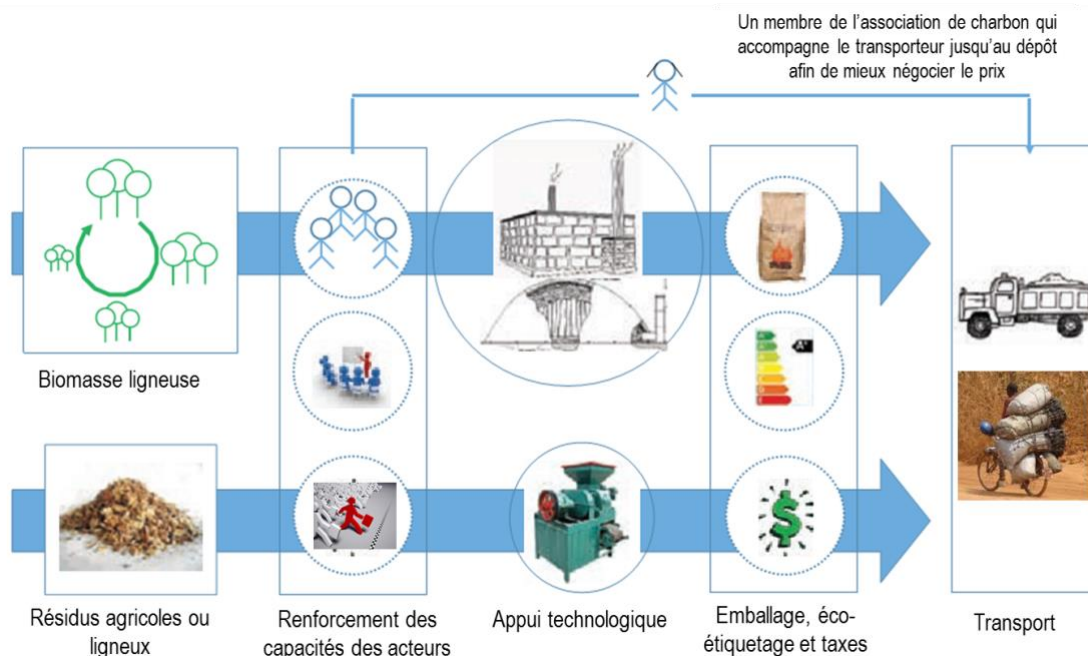 Un membre de l’association de charbon qui
accompagne le transporteur jusqu’au dépôt
afin de mieux négocier le prix
Biomasse ligneuse
Résidus agricoles ou
ligneux
Renforcement des
capacités des acteurs
Appui technologique
Emballage, éco-
étiquetage et taxes
Transport